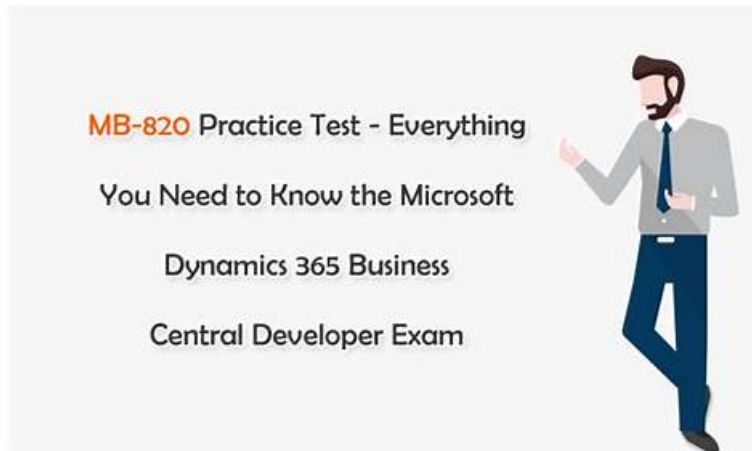 MB-820 Practice Test - Everything
You Need to Know the Microsoft
Dynamics 365 Business
Central Developer Exam